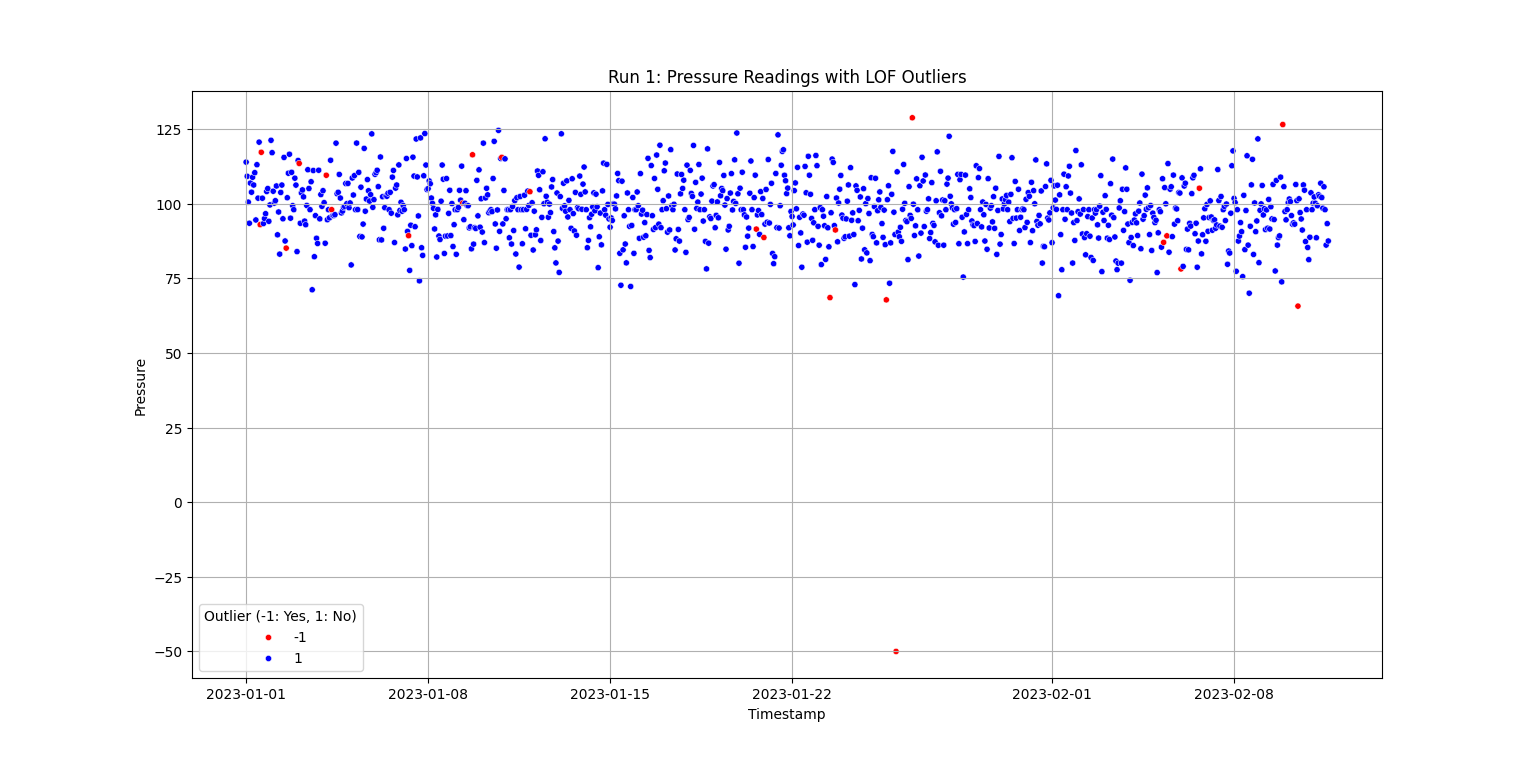 Run 1: Pressure Readings with LOF Outliers
125
100
75
50
25
0
−25
−50
Pressure
Outlier (-1: Yes, 1: No)
-1
1
2023-01-01 2023-01-08 2023-01-15 2023-01-22 2023-02-01 2023-02-08
Timestamp